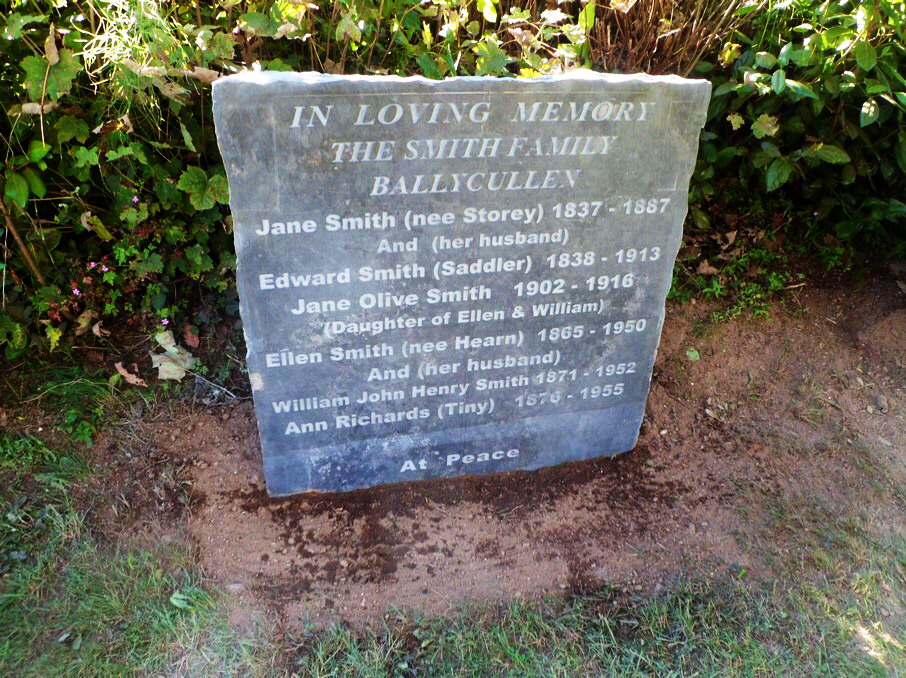 IN LOVING MEMORY
THE SMITH FAMILY
BALLYCULLEN
Jane Smith (nee Storey) 1837 - 1887
And (her husband)
Edward Smith (Saddler) 1838 - 1913
Jane Olive Smith 1902 - 1916
(Daughter of Ellen & William)
Ellen Smith (nee Hearn) 1865 - 1950
And (her husband)
William John Henry Smith 1871 - 1952
Ann Richards (Tiny) 1876 - 1955
At Peace